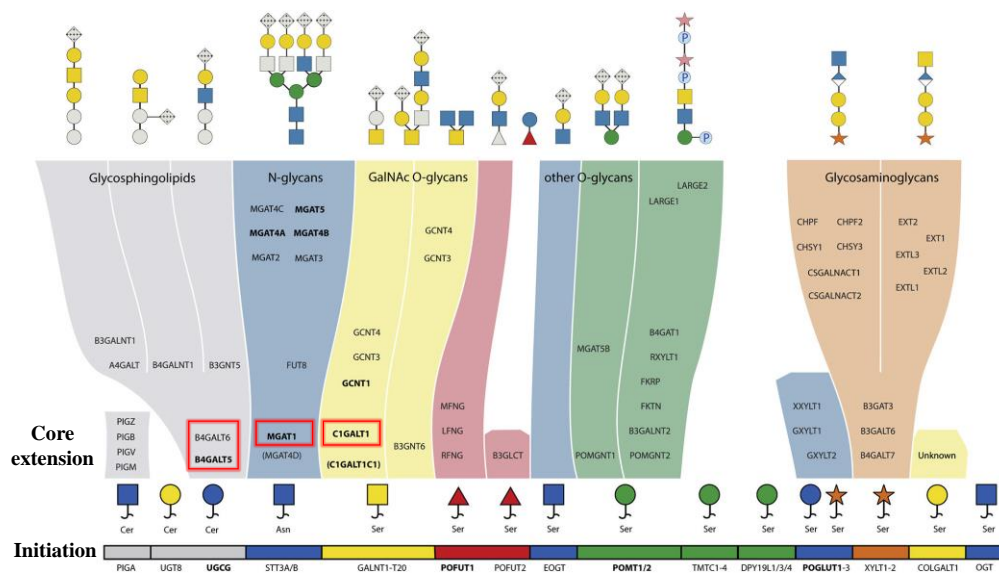 P
P
P
Glycosphingolipids
N-glycans
GalNAc O-glycans
other O-glycans
Glycosaminoglycans
MGAT4C MGAT5
MGAT4A MGAT4B
MGAT2 MGAT3
GCNT4
GCNT3
LARGE2
LARGE1
CHPF CHPF2
CHSY1 CHSY3
CSGALNACT1
CSGALNACT2
EXT2
EXT1
EXTL3
EXTL2
EXTL1
B3GALNT1
A4GALT
B4GALNT1
B3GNT5
FUT8
GCNT4
GCNT3
GCNT1
MGAT5B
B4GAT1
RXYLT1
FKRP
FKTN
B3GALNT2
POMGNT2
POMGNT1
Core
extension
PIGZ
PIGB
PIGV
PIGM
B4GALT6
B4GALT5
MGAT1
(MGAT4D)
C1GALT1
(C1GALT1C1)
B3GNT6
MFNG
LFNG
RFNG
B3GLCT
XXYLT1
GXYLT1
GXYLT2
B3GAT3
B3GALT6
B4GALT7
Unknown
Cer Cer Cer Asn Ser Ser Ser Ser Ser Ser Ser Ser Ser Ser Ser Ser
Initiation
PIGA UGT8 UGCG STT3A/B GALNT1-T20 POFUT1 POFUT2 EOGT POMT1/2 TMTC1-4 DPY19L1/3/4 POGLUT1-3 XYLT1-2 COLGALT1 OGT